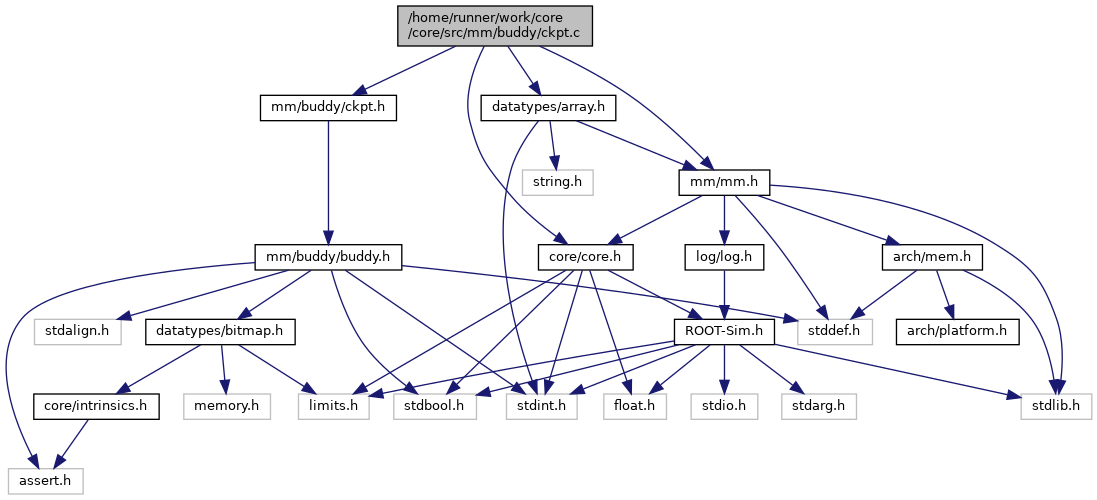 /home/runner/work/core
/core/src/mm/buddy/ckpt.c
mm/buddy/ckpt.h
datatypes/array.h
string.h
mm/mm.h
mm/buddy/buddy.h
core/core.h
log/log.h
arch/mem.h
stdalign.h
datatypes/bitmap.h
ROOT-Sim.h
stddef.h
arch/platform.h
core/intrinsics.h
memory.h
limits.h
stdbool.h
stdint.h
float.h
stdio.h
stdarg.h
stdlib.h
assert.h